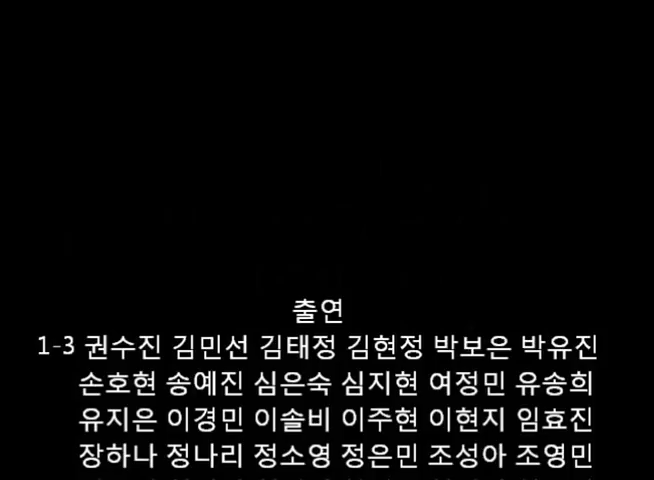 출연
1-3 권수진 김민선 김태정 김현정 박보은 박유진
손호현 송예진 심은숙 심지현 여정민 유송희
유지은 이경민 이솔비 이주현 이현지 임효진
장하나 정나리 정소영 정은민 조성아 조영민